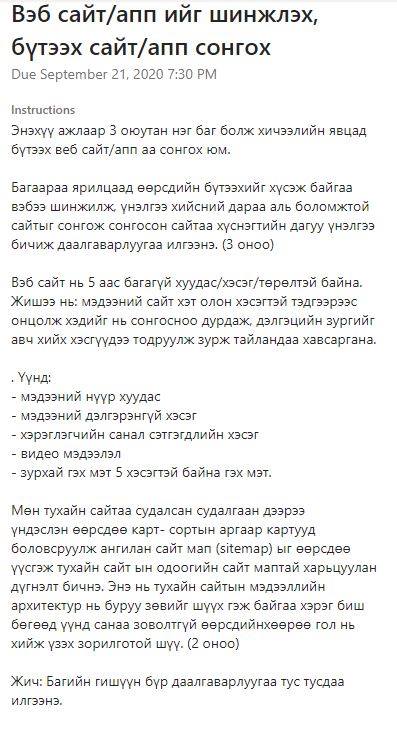 Вэб сайт/апп ийг шинжлэх,
бүтээх сайт/апп сонгох
Due September 21, 2020 7:30 PM
Instructions
Энэхүү ажлаар 3 оюутан нэг баг болж хичээлийн явцад
бүтээх веб сайт/апп аа сонгох юм.
Багаараа ярилцаад өөрсдийн бүтээхийг хүсэж байгаа
вэбээ шинжилж, үнэлгээ хийсний дараа аль боломжтой
сайтыг сонгож сонгосон сайтаа хүснэгтийн дагуу үнэлгээ
бичиж даалгаварлуугаа илгээнэ. (3 оноо)
Вэб сайт нь 5 аас багагүй хуудас/хэсэг/төрөлтэй байна.
Жишээ нь: мэдээний сайт хэт олон хэсэгтэй тэдгээрээс
онцолж хэдийг нь сонгосноо дурдаж, дэлгэцийн зургийг
авч хийх хэсгүүдээ тодруулж зурж тайландаа хавсаргана.
. Үүнд:
- мэдээний нүүр хуудас
- мэдээний дэлгэрэнгүй хэсэг
- хэрэглэгчийн санал сэтгэгдлийн хэсэг
- видео мэдээлэл
- зурхай гэх мэт 5 хэсэгтэй байна гэх мэт.
Мөн тухайн сайтаа судалсан судалгаан дээрээ
үндэслэн өөрсдөө карт- сортын аргаар картууд
боловсруулж ангилан сайт мап (sitemap) ыг өөрсдөө
үүсгэж тухайн сайт ын одоогийн сайт маптай харьцуулан
дүгнэлт бичнэ. Энэ нь тухайн сайтын мэдээллийн
архитектур нь буруу зөвийг шүүх гэж байгаа хэрэг биш
бөгөөд үүнд санаа зоволтгүй өөрсдийнхөөрөө гол нь
хийж үзэх зорилготой шүү. (2 оноо)
Жич: Багийн гишүүн бүр даалгаварлуугаа тус тусдаа
илгээнэ.